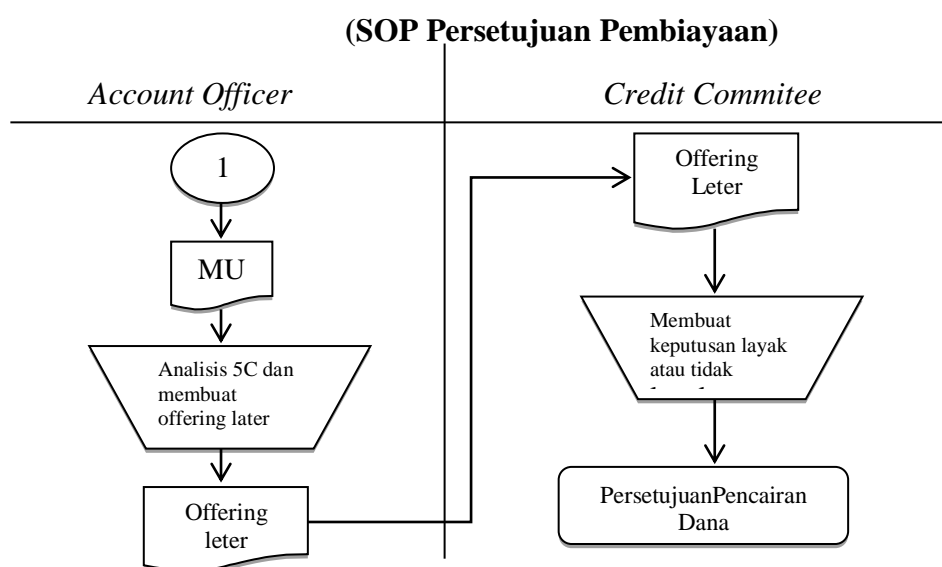 (SOP Persetujuan Pembiayaan)
Account Officer
Credit Commitee
1
MU
Analisis 5C dan
membuat
offering later
Offering
leter
Offering
Leter
Membuat
keputusan layak
atau tidak
PersetujuanPencairan
Dana